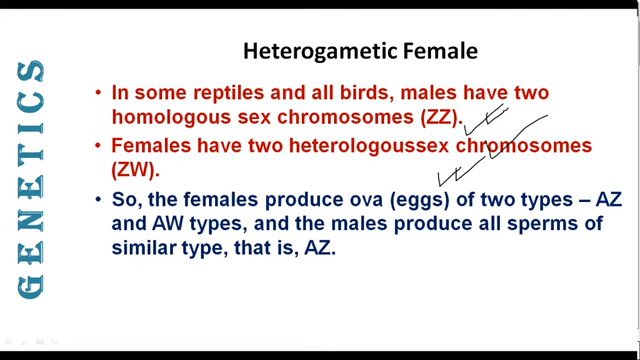 Heterogametic Female
GENETICS
• In some reptiles and all birds, males have two
homologous sex chromosomes (ZZ).
• Females have two heterologoussex chromosomes
(ZW).
• So, the females produce ova (eggs) of two types – AZ
and AW types, and the males produce all sperms of
similar type, that is, AZ.